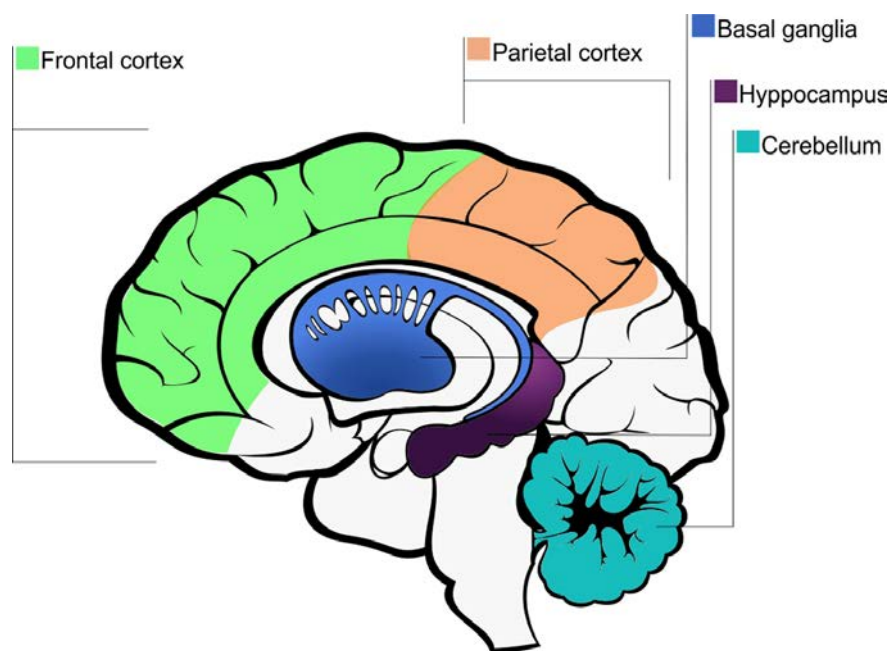 Frontal cortex
Parietal cortex
Basal ganglia
Hyppocampus
Cerebellum